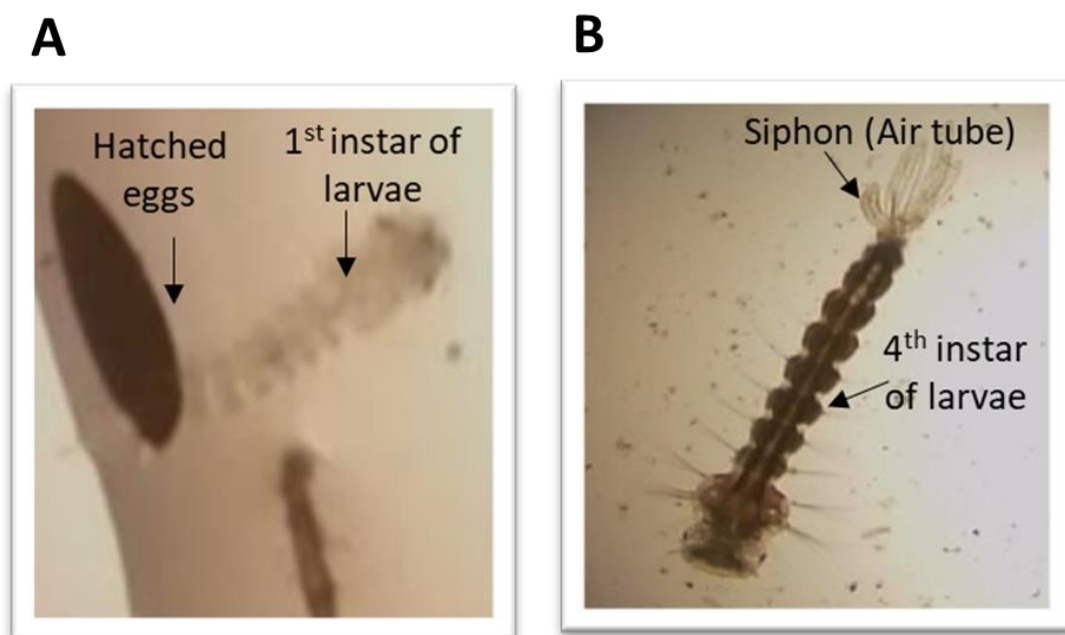 A
B
Hatched
eggs
1st instar of
larvae
Siphon (Air tube)
4th instar
of larvae